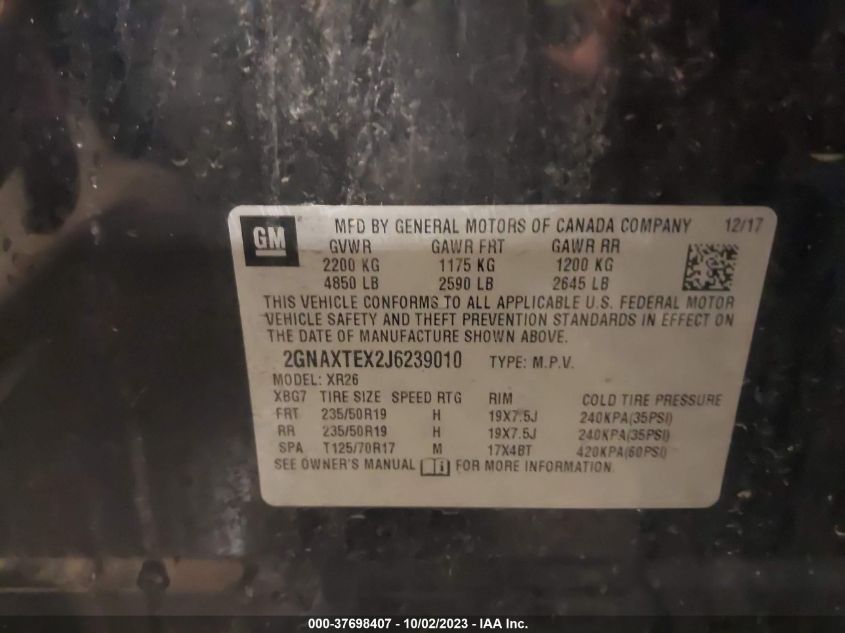 GM
MFD BY GENERAL MOTORS OF CANADA COMPANY 12/17
GVWR GAWR FRT GAWR RR
2200 KG 1175 KG 1200 KG
4850 LB 2590 LB 2645 LB
THIS VEHICLE CONFORMS TO ALL APPLICABLE U.S. FEDERAL MOTOR
VEHICLE SAFETY AND THEFT PREVENTION STANDARDS IN EFFECT ON
THE DATE OF MANUFACTURE SHOWN ABOVE.
2GNAXTEX2J6239010 TYPE: M.P.V.
MODEL: XR26
XBG7 TIRE SIZE SPEED RTG RIM COLD TIRE PRESSURE
FRT 235/50R19 H 19X7.5J 240KPA(35PSI)
RR 235/50R19 H 19X7.5J 240KPA(35PSI)
SPA T125/70R17 M 17X4BT 420KPA(60PSI)
SEE OWNER'S MANUAL FOR MORE INFORMATION.
000-37698407 - 10/02/2023 - IAA Inc.